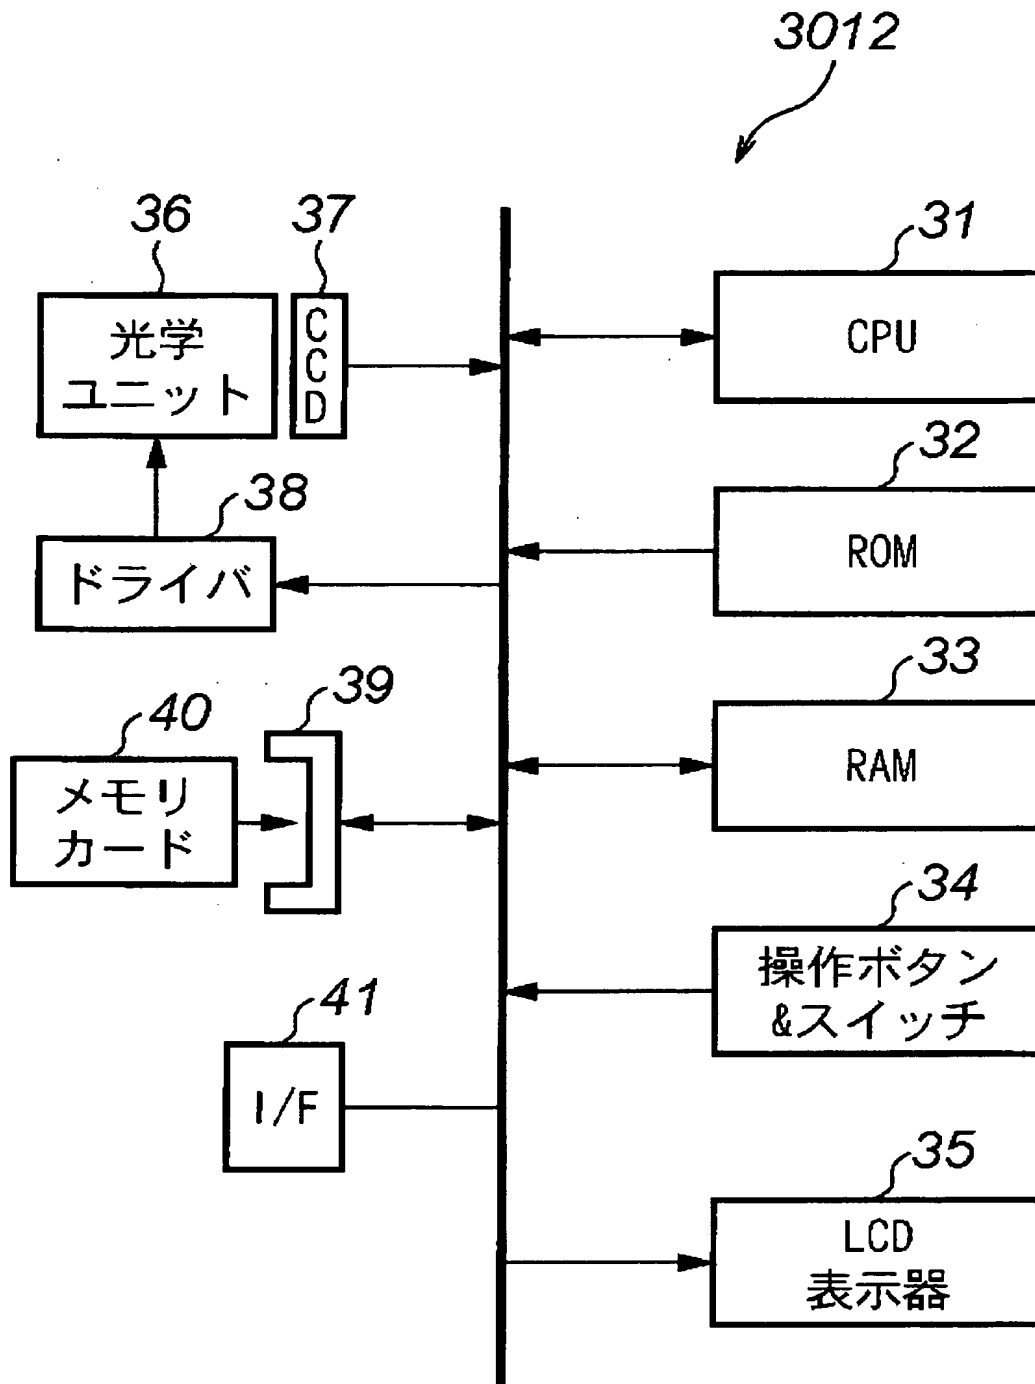 3012
36
光学
ユニット
37
CCD
38
ドライバ
40
メモリ
カード
39
41
I/F
31
CPU
32
ROM
33
RAM
34
操作ボタン
&スイッチ
35
LCD
表示器